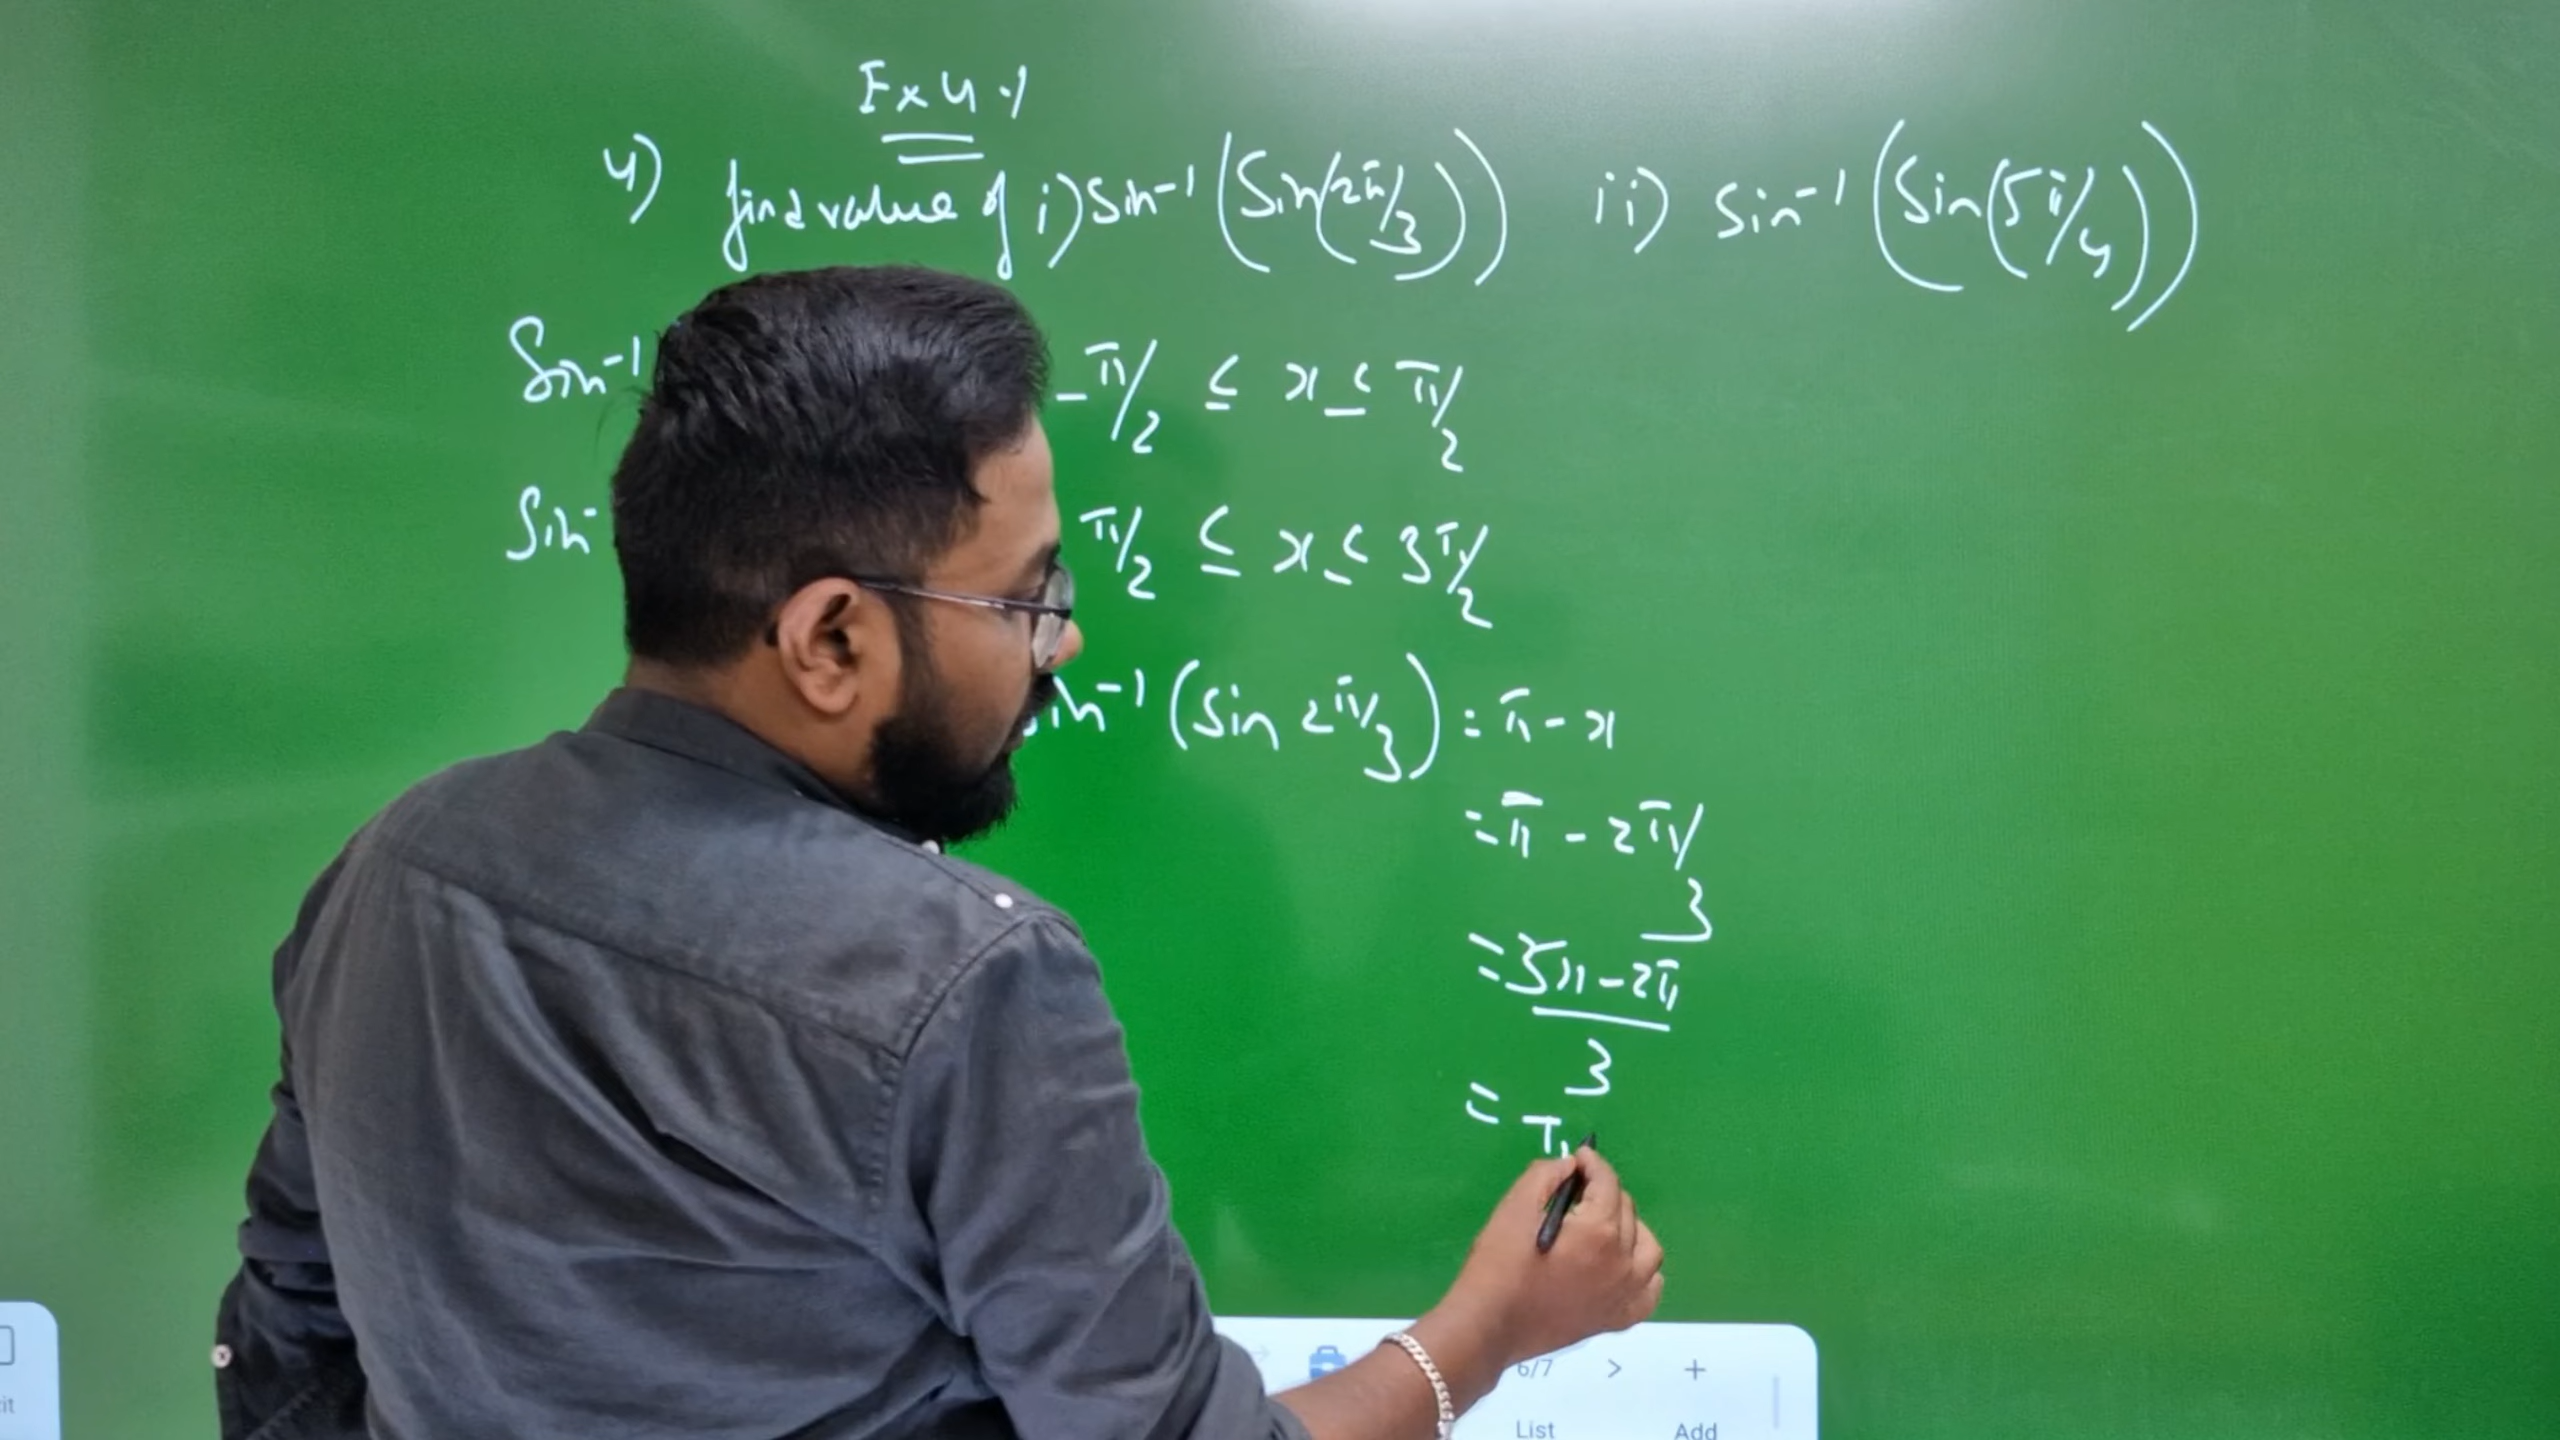 Ex 4.1
4) find value of i) Sin⁻¹(Sin(2π/3)) ii) Sin⁻¹(Sin(5π/4))
Sin⁻¹ -π/2 ≤ x ≤ π/2
Sin⁻ π/2 ≤ x ≤ 3π/2
sin⁻¹(Sin 2π/3) = π - x
= π - 2π/3
= 3π - 2π / 3
= π
6/7 > +
List Add